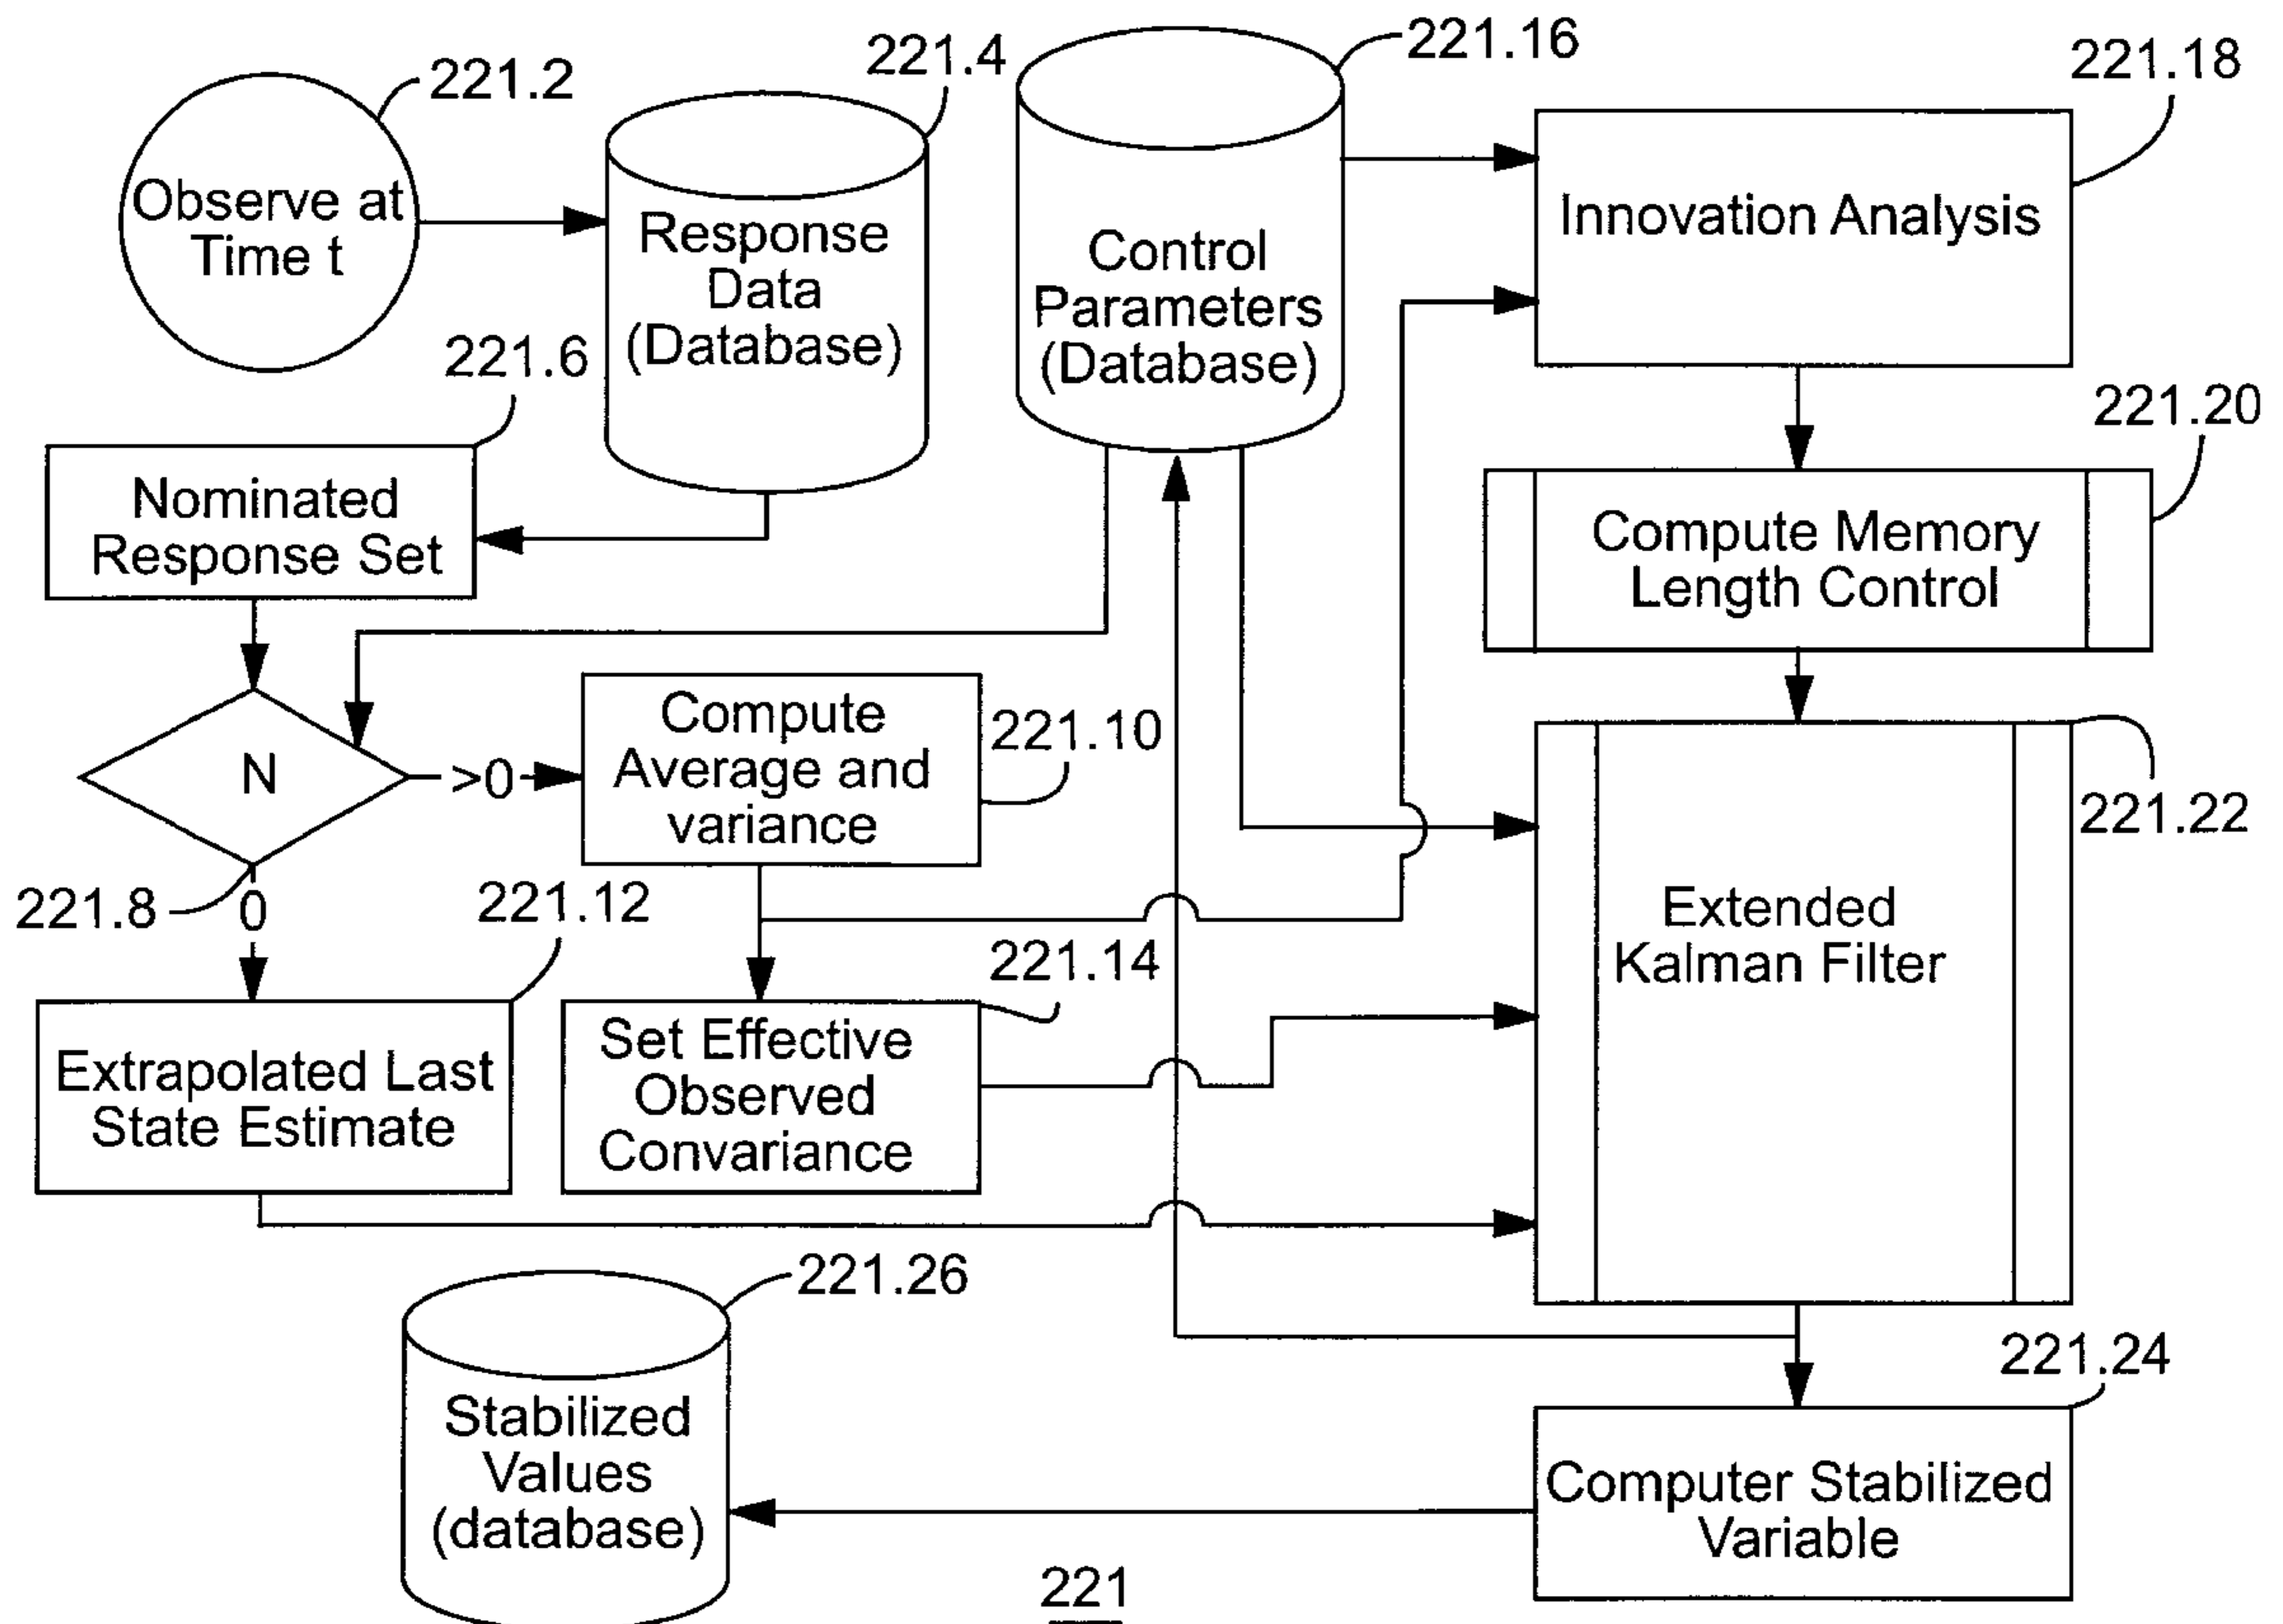 221.2
Observe at
Time t
221.4
Response
Data
(Database)
221.16
Control
Parameters
(Database)
221.18
Innovation Analysis
221.6
Nominated
Response Set
221.20
Compute Memory
Length Control
N
>0
Compute
Average and
variance
221.10
221.22
Extended
Kalman Filter
221.8
0
221.12
Extrapolated Last
State Estimate
221.14
Set Effective
Observed
Convariance
221.26
Stabilized
Values
(database)
221.24
Computer Stabilized
Variable
221